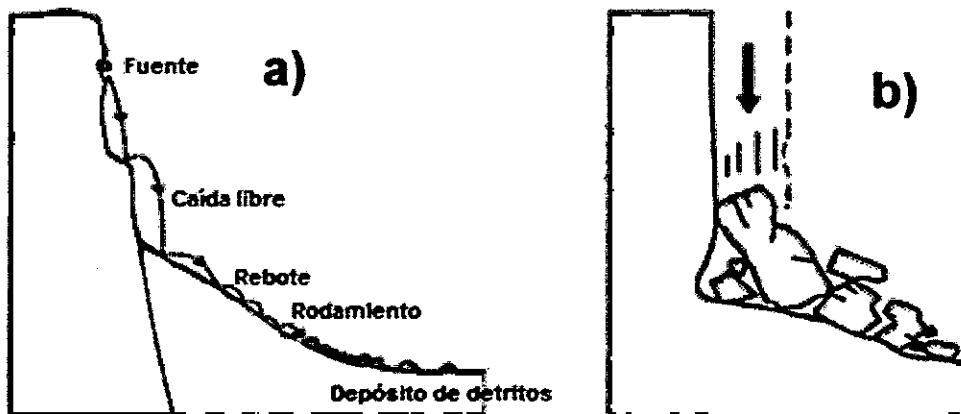 Fuente
a)
Caída libre
Rebote
Rodamiento
Depósito de detritos
b)